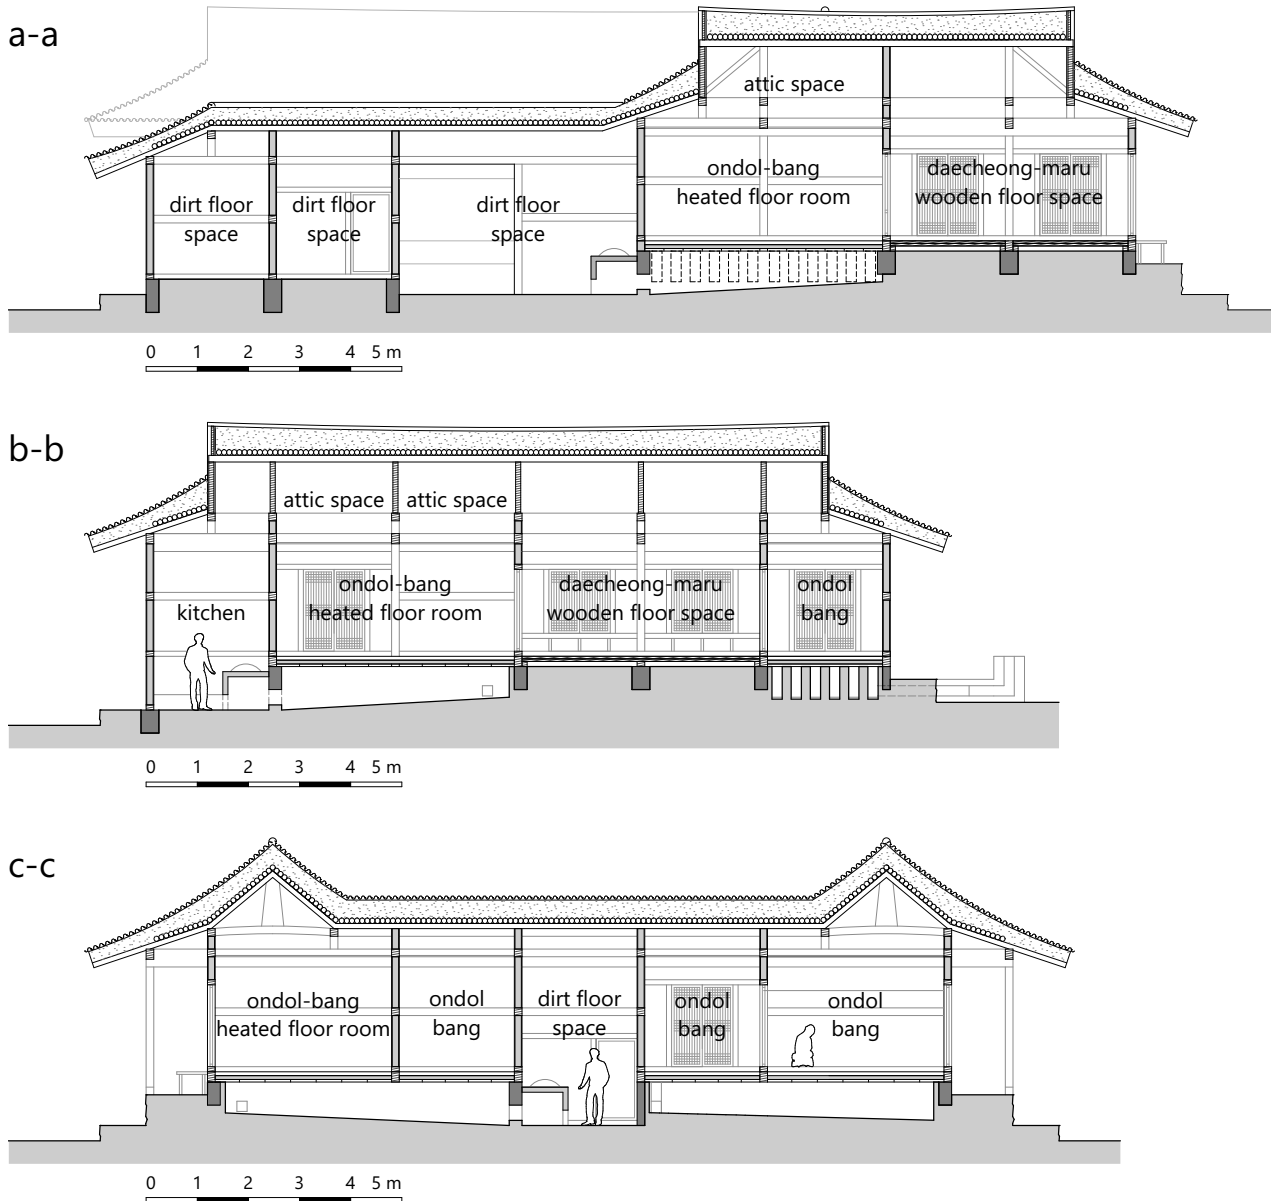 a-a
attic space
ondol-bang
heated floor room
daecheong-maru
wooden floor space
dirt floor
space
dirt floor
space
dirt floor
space
0 1 2 3 4 5 m
b-b
attic space
attic space
ondol-bang
heated floor room
daecheong-maru
wooden floor space
ondol
bang
kitchen
0 1 2 3 4 5 m
c-c
ondol-bang
heated floor room
ondol
bang
dirt floor
space
ondol
bang
ondol
bang
0 1 2 3 4 5 m